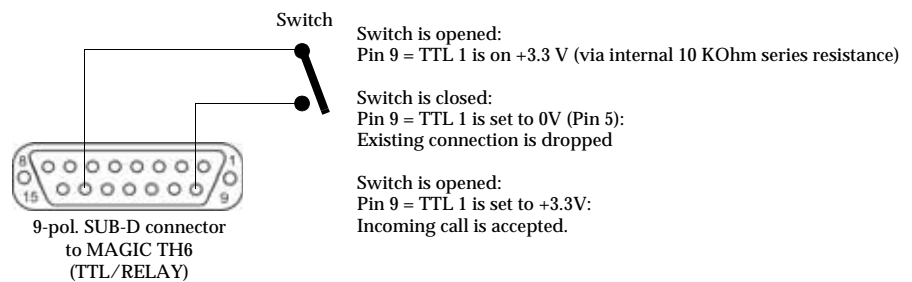 Switch
Switch is opened:
Pin 9 = TTL 1 is on +3.3 V (via internal 10 KOhm series resistance)
Switch is closed:
Pin 9 = TTL 1 is set to 0V (Pin 5):
Existing connection is dropped
Switch is opened:
Pin 9 = TTL 1 is set to +3.3V:
Incoming call is accepted.
8 1
15 9
9-pol. SUB-D connector
to MAGIC TH6
(TTL/RELAY)